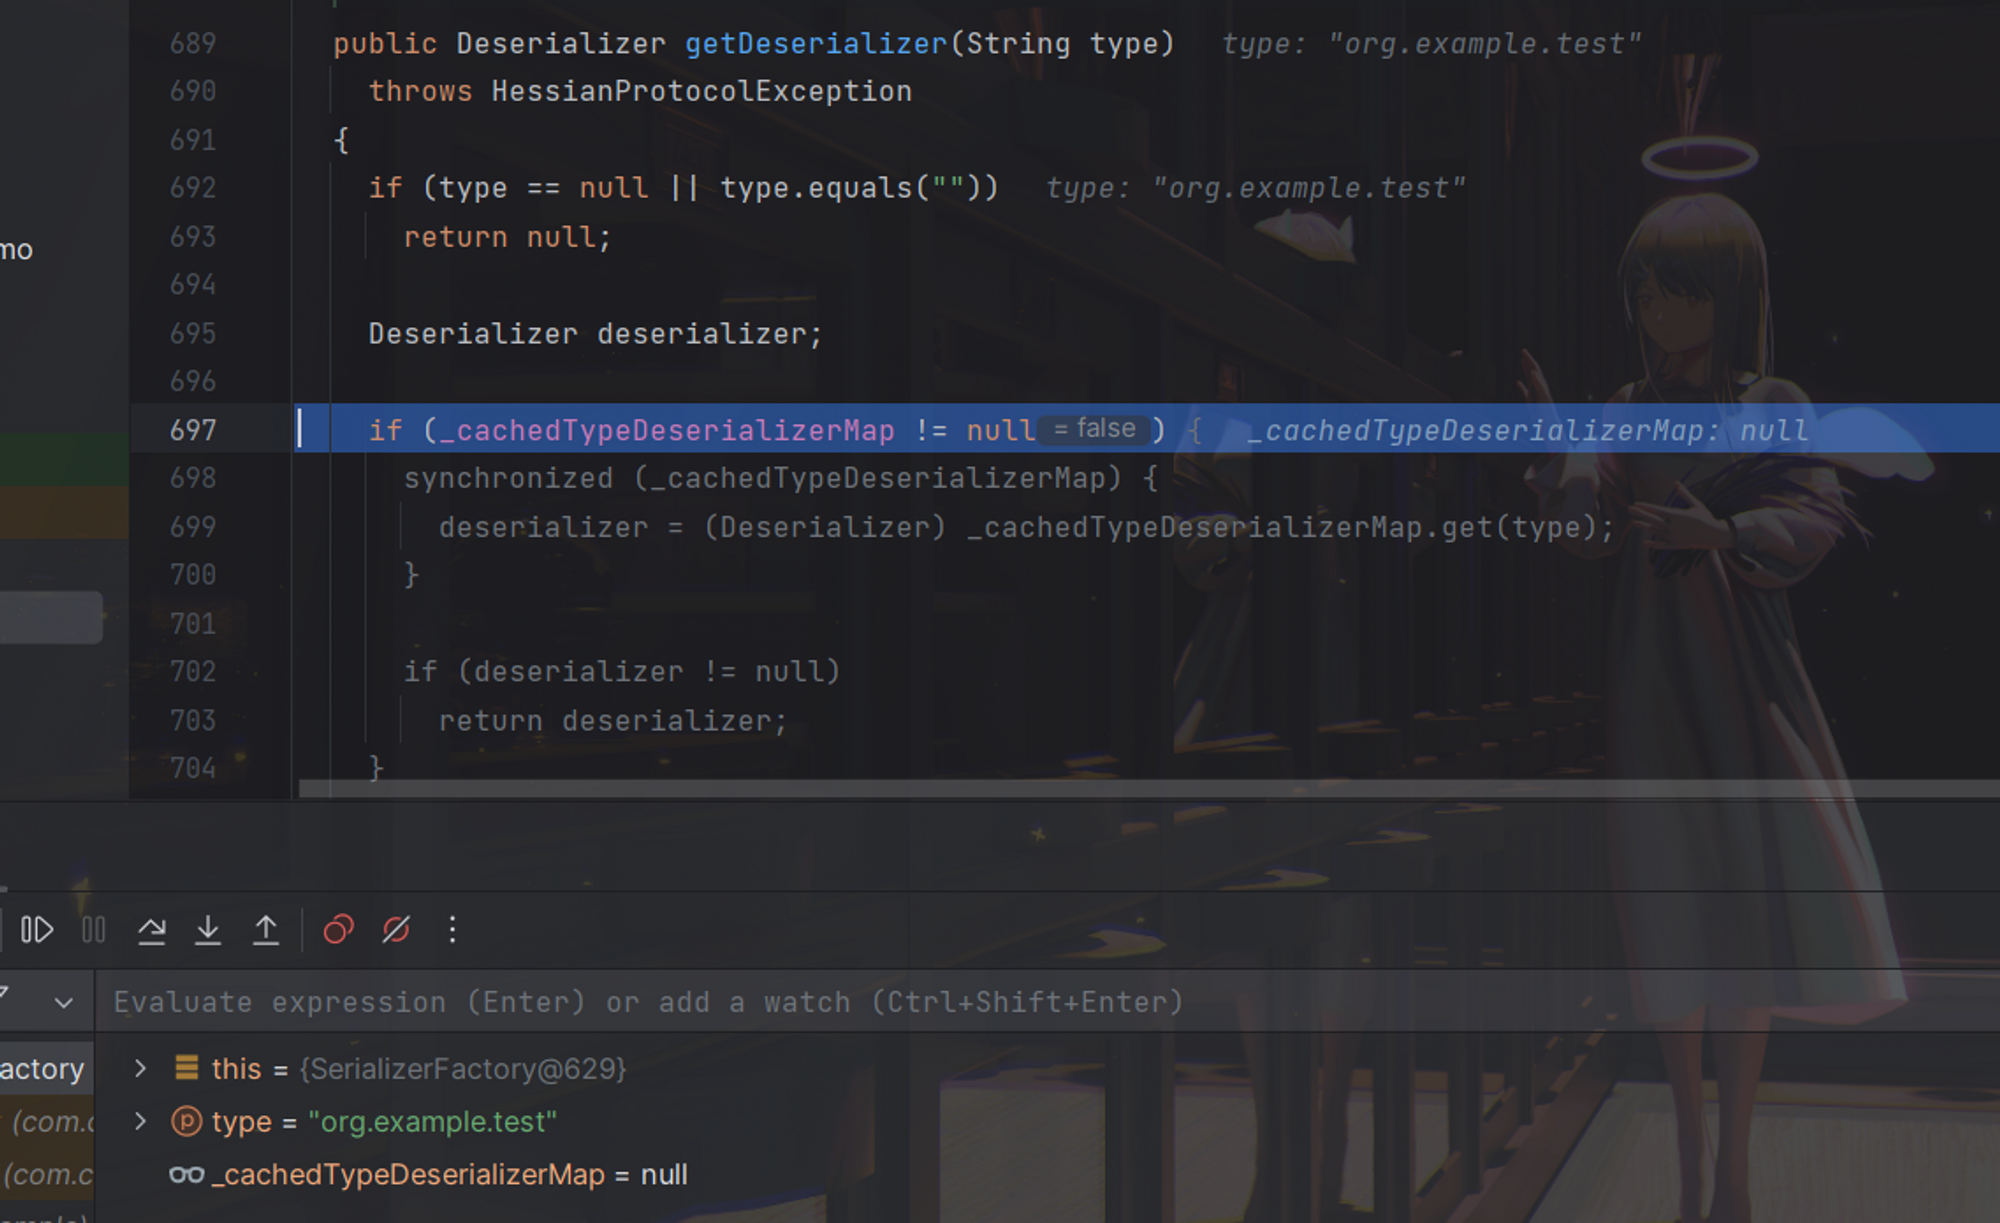 689 public Deserializer getDeserializer(String type) type: "org.example.test"
690 throws HessianProtocolException
691 {
692 if (type == null || type.equals("")) type: "org.example.test"
693 return null;
mo
694
695 Deserializer deserializer;
696
697 if (_cachedTypeDeserializerMap != null = false ) { _cachedTypeDeserializerMap: null
698 synchronized (_cachedTypeDeserializerMap) {
699 deserializer = (Deserializer) _cachedTypeDeserializerMap.get(type);
700 }
701
702 if (deserializer != null)
703 return deserializer;
704 }
Evaluate expression (Enter) or add a watch (Ctrl+Shift+Enter)
actory
this = {SerializerFactory@629}
(com.c
type = "org.example.test"
(com.c
_cachedTypeDeserializerMap = null